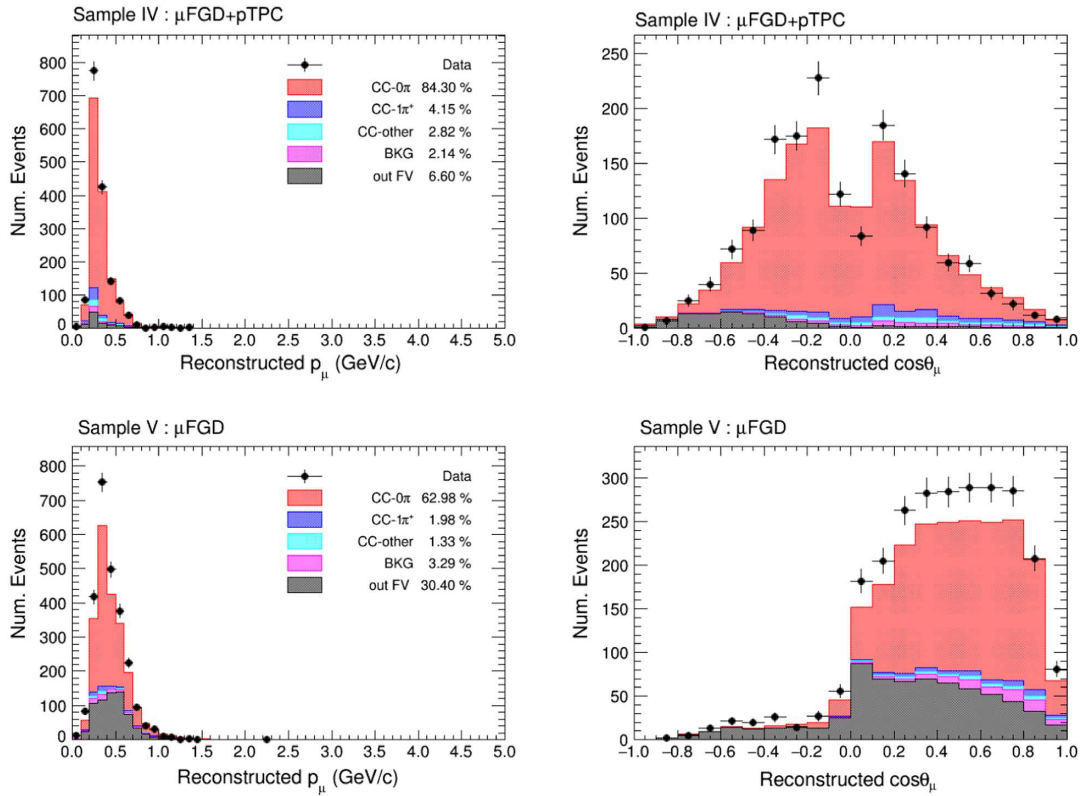 Sample IV : μFGD+pTPC
Num. Events
800
700
600
500
400
300
200
100
0
Data
CC-0π 84.30 %
CC-1π⁺ 4.15 %
CC-other 2.82 %
BKG 2.14 %
out FV 6.60 %
0.0 0.5 1.0 1.5 2.0 2.5 3.0 3.5 4.0 4.5 5.0
Reconstructed pμ (GeV/c)
Sample IV : μFGD+pTPC
Num. Events
250
200
150
100
50
0
−1.0 −0.8 −0.6 −0.4 −0.2 0.0 0.2 0.4 0.6 0.8 1.0
Reconstructed cosθμ
Sample V : μFGD
Num. Events
800
700
600
500
400
300
200
100
0
Data
CC-0π 62.98 %
CC-1π⁺ 1.98 %
CC-other 1.33 %
BKG 3.29 %
out FV 30.40 %
0.0 0.5 1.0 1.5 2.0 2.5 3.0 3.5 4.0 4.5 5.0
Reconstructed pμ (GeV/c)
Sample V : μFGD
Num. Events
300
250
200
150
100
50
0
−1.0 −0.8 −0.6 −0.4 −0.2 0.0 0.2 0.4 0.6 0.8 1.0
Reconstructed cosθμ